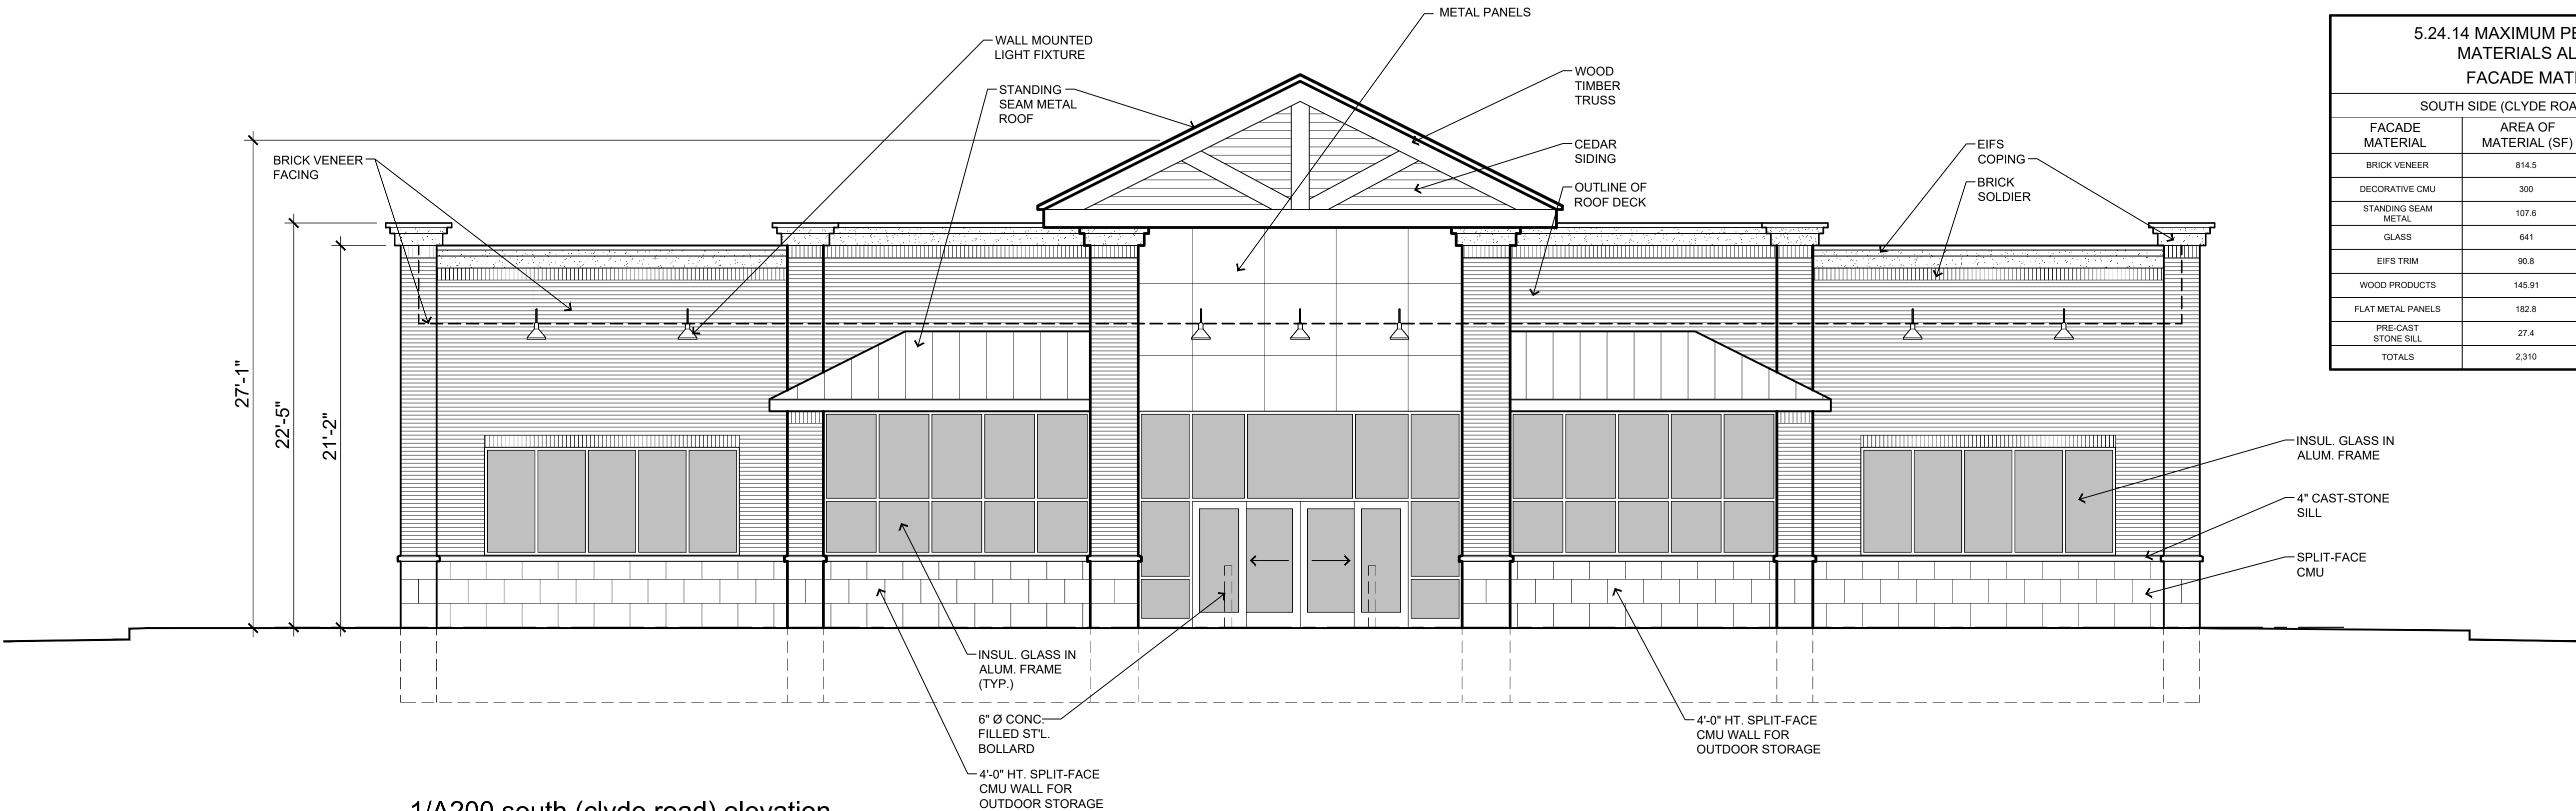 METAL PANELS
WALL MOUNTED
LIGHT FIXTURE
STANDING
SEAM METAL
ROOF
WOOD
TIMBER
TRUSS
CEDAR
SIDING
OUTLINE OF
ROOF DECK
BRICK VENEER
FACING
EIFS
COPING
BRICK
SOLDIER
27'-1"
22'-5"
21'-2"
INSUL. GLASS IN
ALUM. FRAME
4" CAST-STONE
SILL
SPLIT-FACE
CMU
INSUL. GLASS IN
ALUM. FRAME
(TYP.)
6" Ø CONC.
FILLED ST'L.
BOLLARD
4'-0" HT. SPLIT-FACE
CMU WALL FOR
OUTDOOR STORAGE
4'-0" HT. SPLIT-FACE
CMU WALL FOR
OUTDOOR STORAGE
1/A200 south (clyde road) elevation
5.24.14 MAXIMUM PE
MATERIALS AL
FACADE MAT
SOUTH SIDE (CLYDE ROA
FACADE
MATERIAL
AREA OF
MATERIAL (SF)
BRICK VENEER 814.5
DECORATIVE CMU 300
STANDING SEAM
METAL
107.6
GLASS 641
EIFS TRIM 90.8
WOOD PRODUCTS 145.91
FLAT METAL PANELS 182.8
PRE-CAST
STONE SILL
27.4
TOTALS 2,310